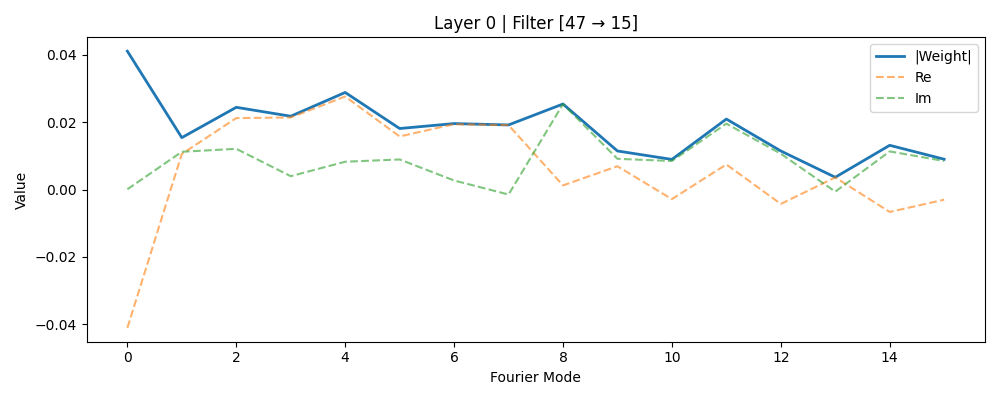 Layer 0 | Filter [47 → 15]
|Weight|
Re
Im
Value
0.04
0.02
0.00
−0.02
−0.04
0 2 4 6 8 10 12 14
Fourier Mode